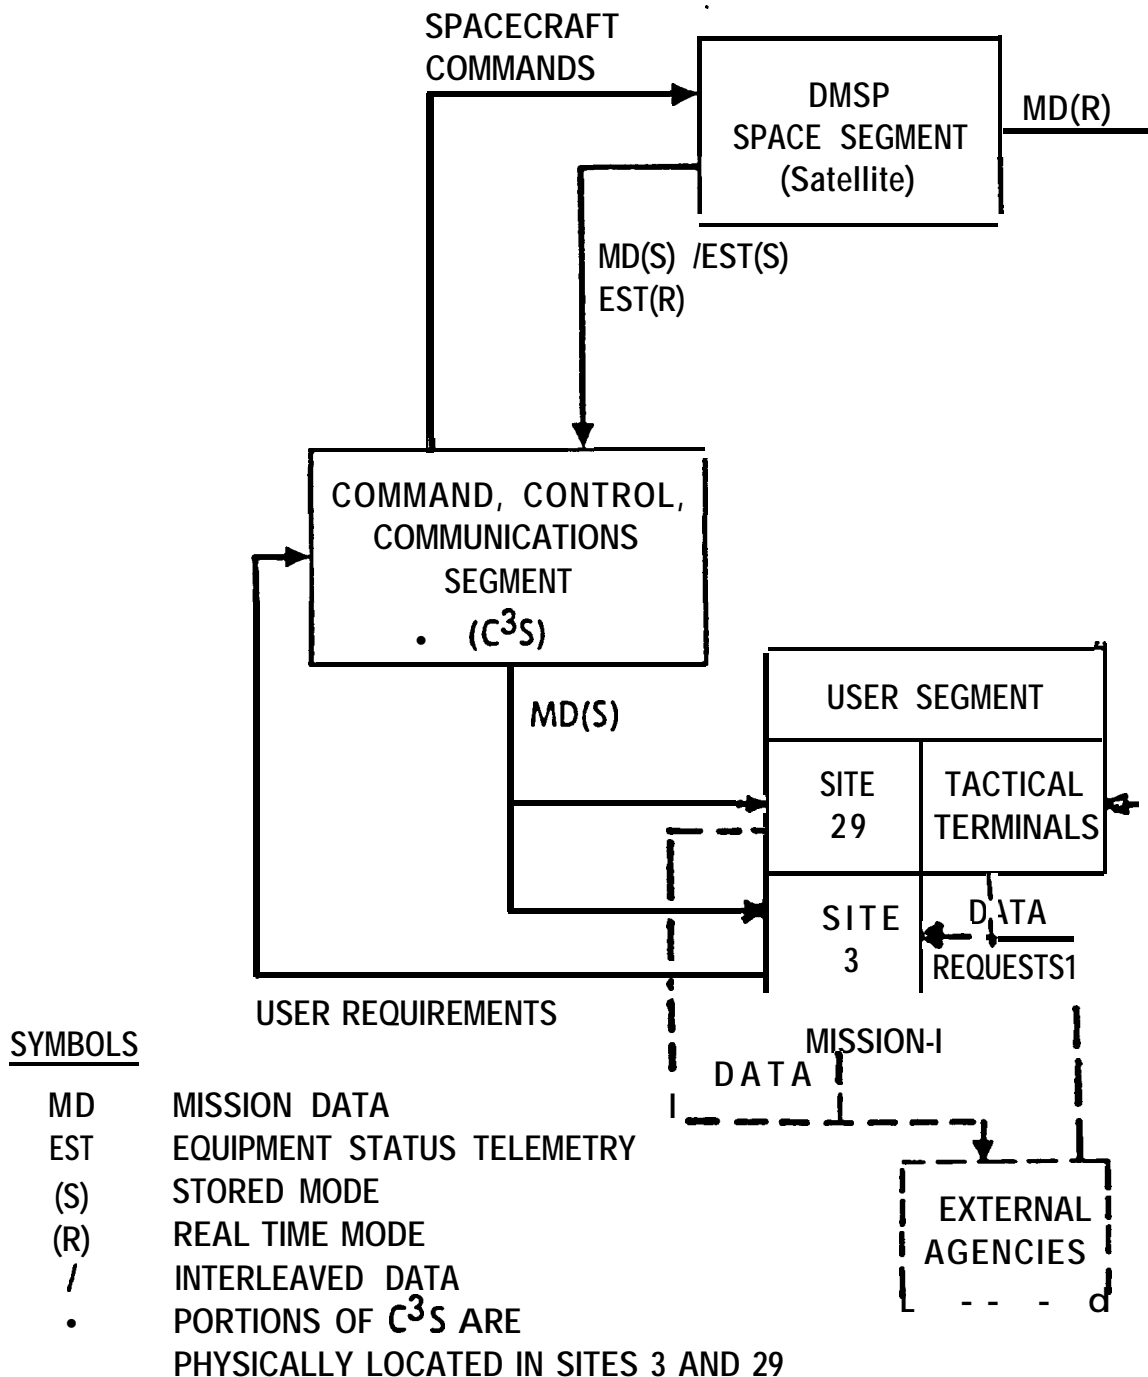 SPACECRAFT
COMMANDS
DMSP
SPACE SEGMENT
(Satellite)
MD(R)
MD(S) /EST(S)
EST(R)
COMMAND, CONTROL,
COMMUNICATIONS
SEGMENT
• (C³S)
MD(S)
USER SEGMENT
SITE
29
TACTICAL
TERMINALS
SITE
3
DATA
REQUESTS1
USER REQUIREMENTS
MISSION-I
DATA
EXTERNAL
AGENCIES
SYMBOLS
MD MISSION DATA
EST EQUIPMENT STATUS TELEMETRY
(S) STORED MODE
(R) REAL TIME MODE
/ INTERLEAVED DATA
• PORTIONS OF C³S ARE
PHYSICALLY LOCATED IN SITES 3 AND 29